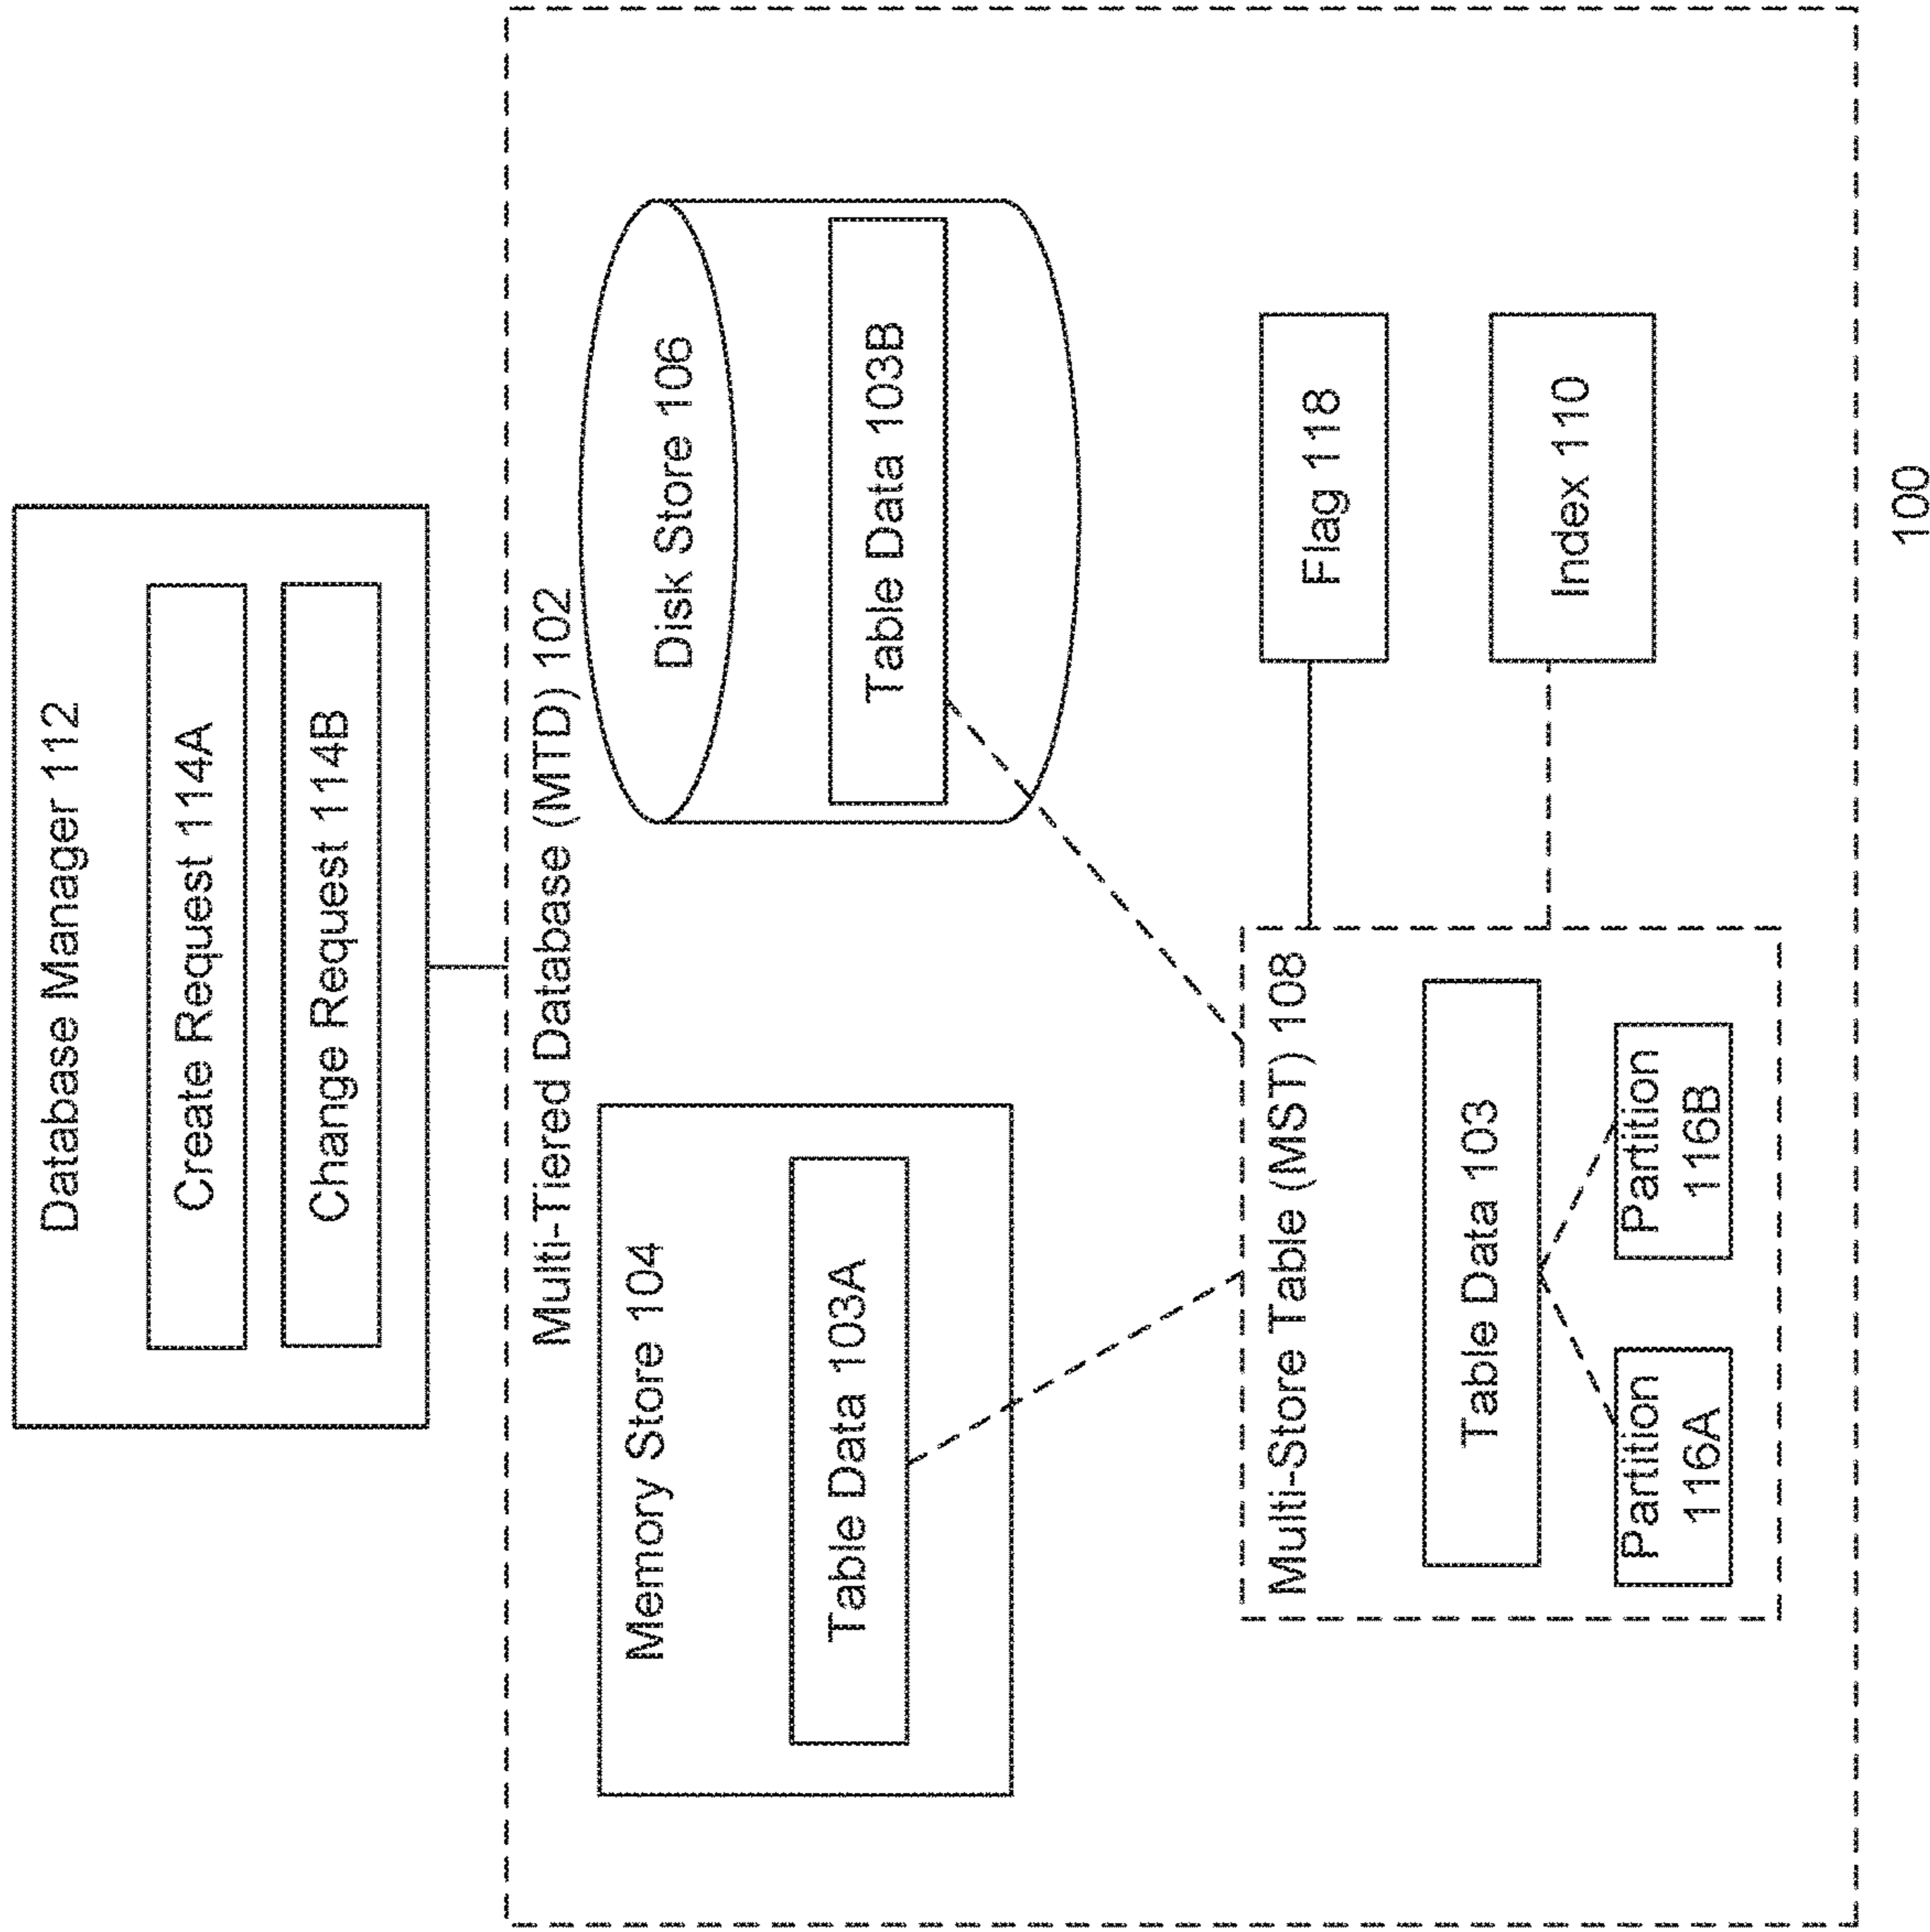 Database Manager 112
Create Request 114A
Change Request 114B
Multi-Tiered Database (MTD) 102
Memory Store 104
Table Data 103A
Disk Store 106
Table Data 103B
Multi-Store Table (MST) 108
Table Data 103
Partition
116A
Partition
116B
Flag 118
Index 110
100